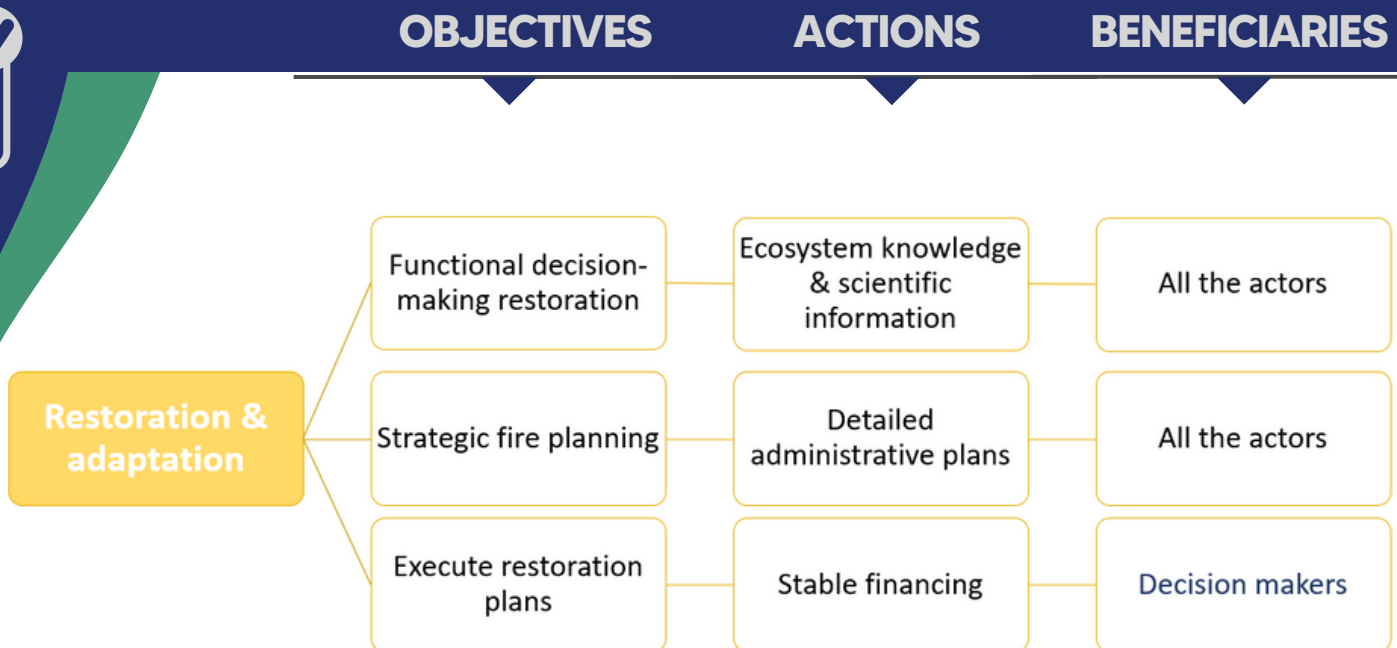 OBJECTIVES
ACTIONS
BENEFICIARIES
Restoration &
adaptation
Functional decision-
making restoration
Ecosystem knowledge
& scientific
information
All the actors
Strategic fire planning
Detailed
administrative plans
All the actors
Execute restoration
plans
Stable financing
Decision makers